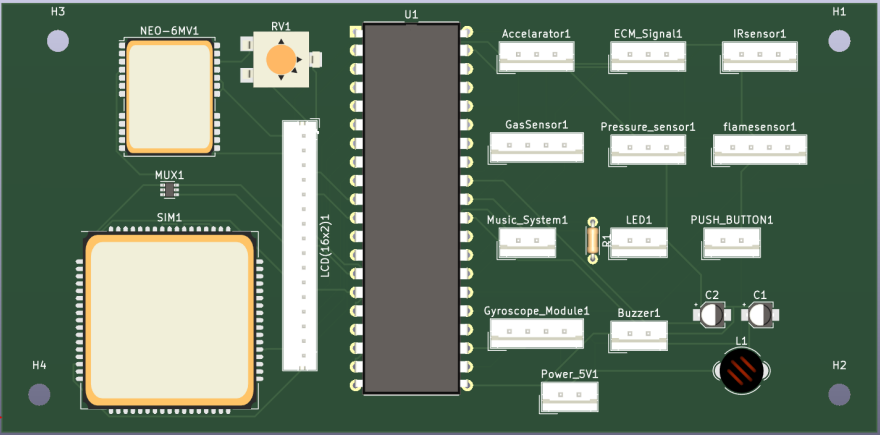 H3
NEO-6MV1
RV1
U1
H1
Accelarator1
ECM_Signal1
IRsensor1
GasSensor1
Pressure_sensor1
flamesensor1
MUX1
SIM1
LCD(16x2)1
Music_System1
R1
LED1
PUSH_BUTTON1
C2
C1
+
+
Gyroscope_Module1
Buzzer1
L1
H4
Power_5V1
H2